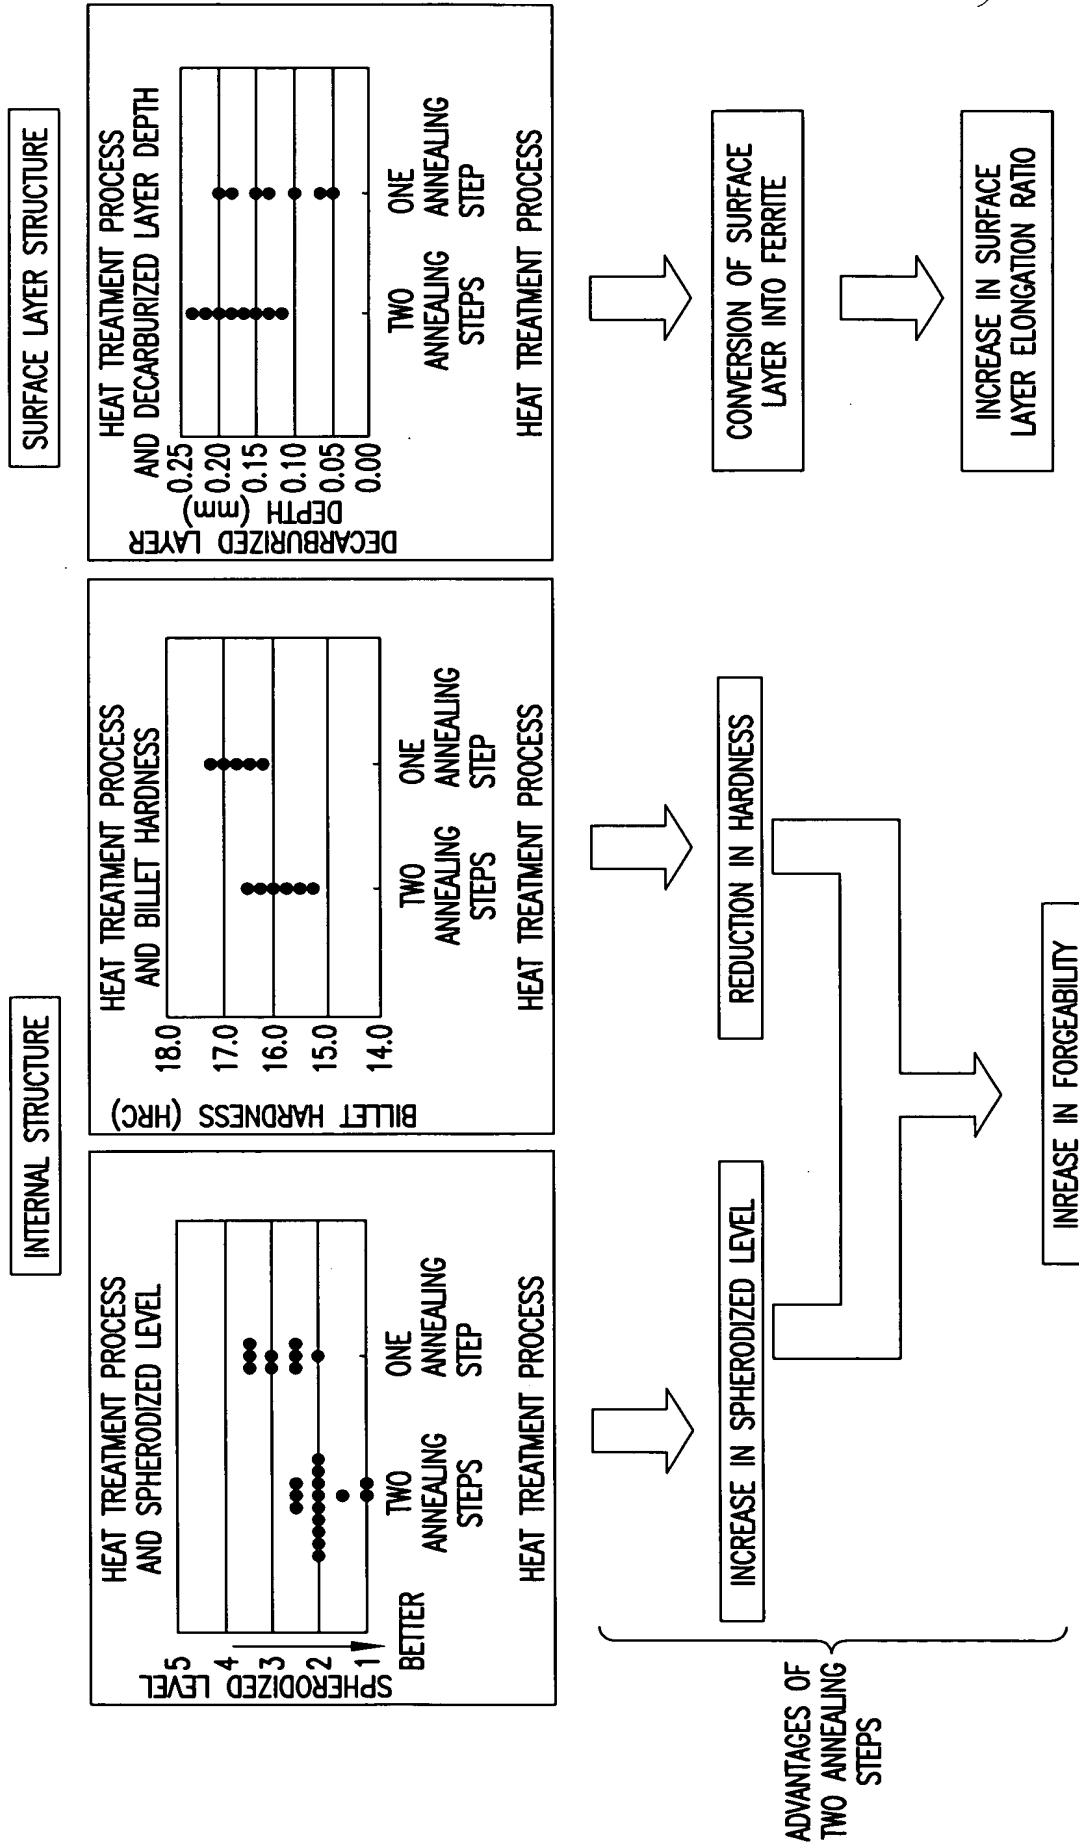 INTERNAL STRUCTURE
SURFACE LAYER STRUCTURE
HEAT TREATMENT PROCESS
AND SPHERODIZED LEVEL
SPHERODIZED LEVEL
5
4
3
2
1
BETTER
TWO
ANNEALING
STEPS
ONE
ANNEALING
STEP
HEAT TREATMENT PROCESS
HEAT TREATMENT PROCESS
AND BILLET HARDNESS
BILLET HARDNESS (HRC)
18.0
17.0
16.0
15.0
14.0
TWO
ANNEALING
STEPS
ONE
ANNEALING
STEP
HEAT TREATMENT PROCESS
HEAT TREATMENT PROCESS
AND DECARBURIZED LAYER DEPTH
DECARBURIZED LAYER
DEPTH (mm)
0.25
0.20
0.15
0.10
0.05
0.00
TWO
ANNEALING
STEPS
ONE
ANNEALING
STEP
HEAT TREATMENT PROCESS
ADVANTAGES OF
TWO ANNEALING
STEPS
INCREASE IN SPHERODIZED LEVEL
REDUCTION IN HARDNESS
CONVERSION OF SURFACE
LAYER INTO FERRITE
INREASE IN FORGEABILITY
INCREASE IN SURFACE
LAYER ELONGATION RATIO